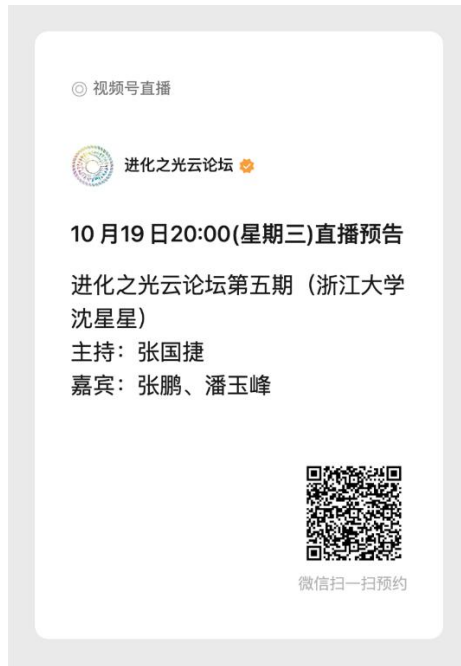 视频号直播
进化之光云论坛
10月19日20:00(星期三)直播预告
进化之光云论坛第五期（浙江大学
沈星星）
主持：张国捷
嘉宾：张鹏、潘玉峰
微信扫一扫预约